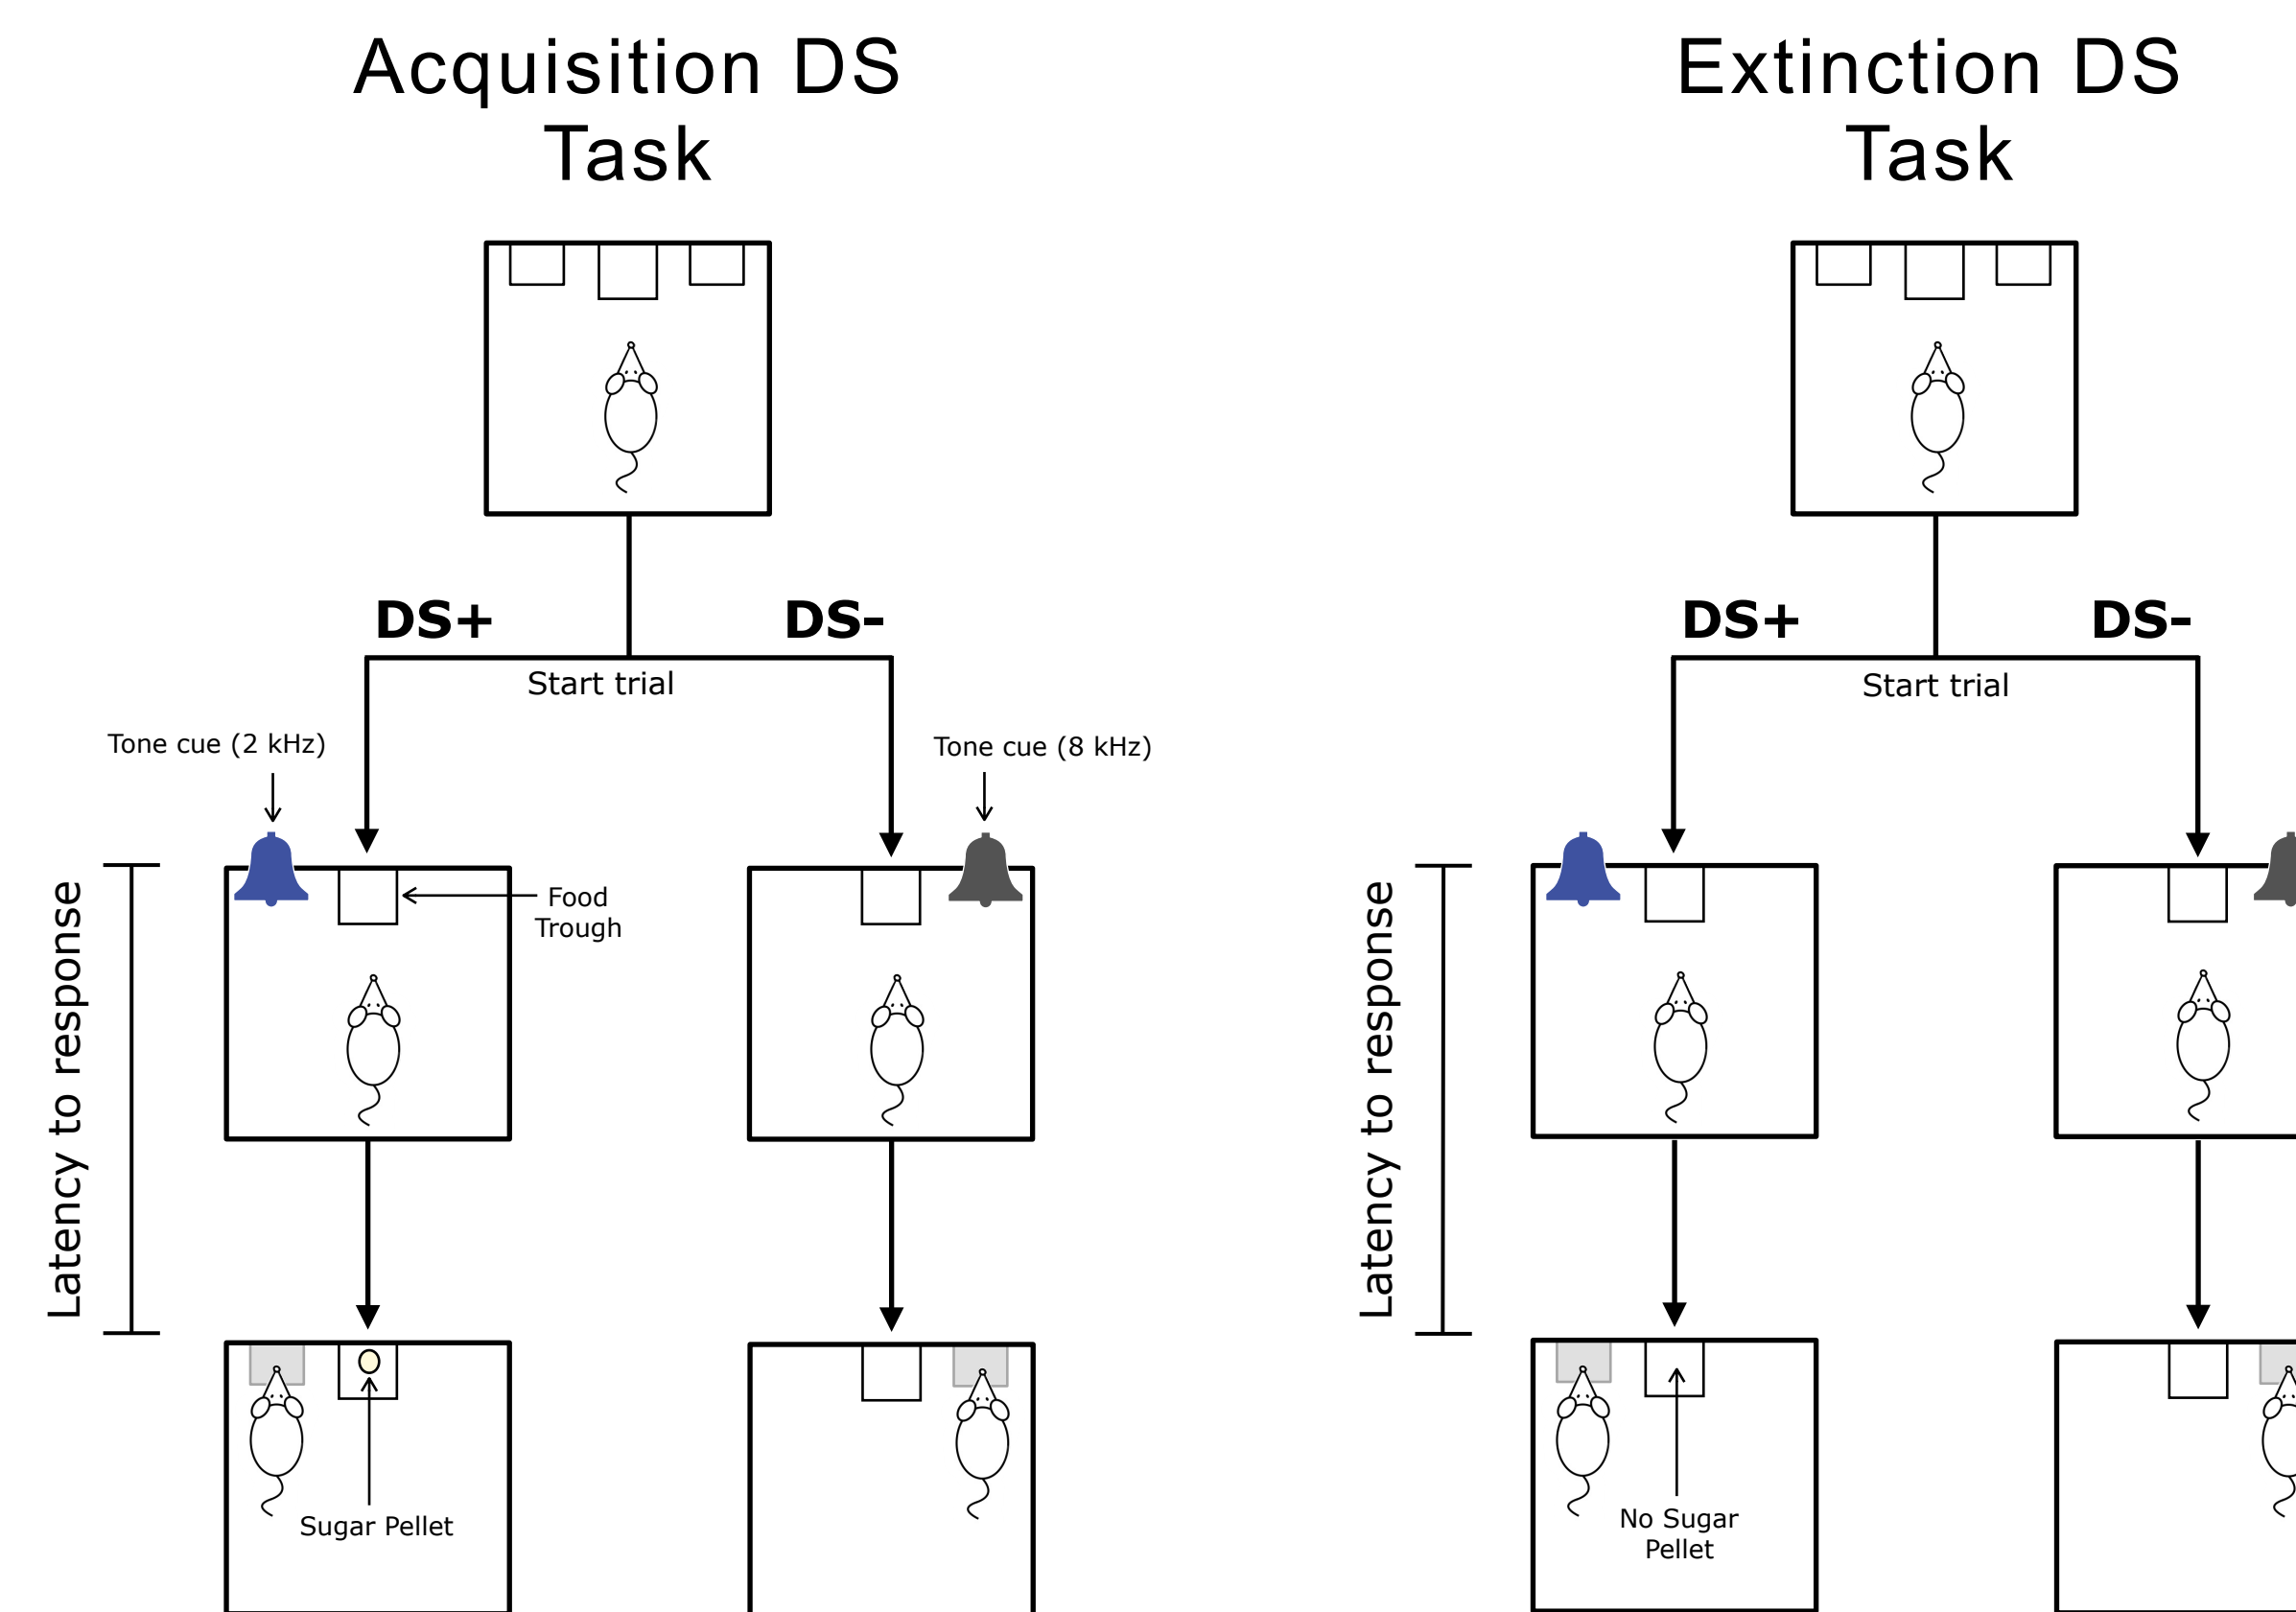 Acquisition DS
Task
DS+
DS-
Start trial
Tone cue (2 kHz)
Tone cue (8 kHz)
Food
Trough
Latency to response
Sugar Pellet
Extinction DS
Task
DS+
DS-
Start trial
Latency to response
No Sugar
Pellet